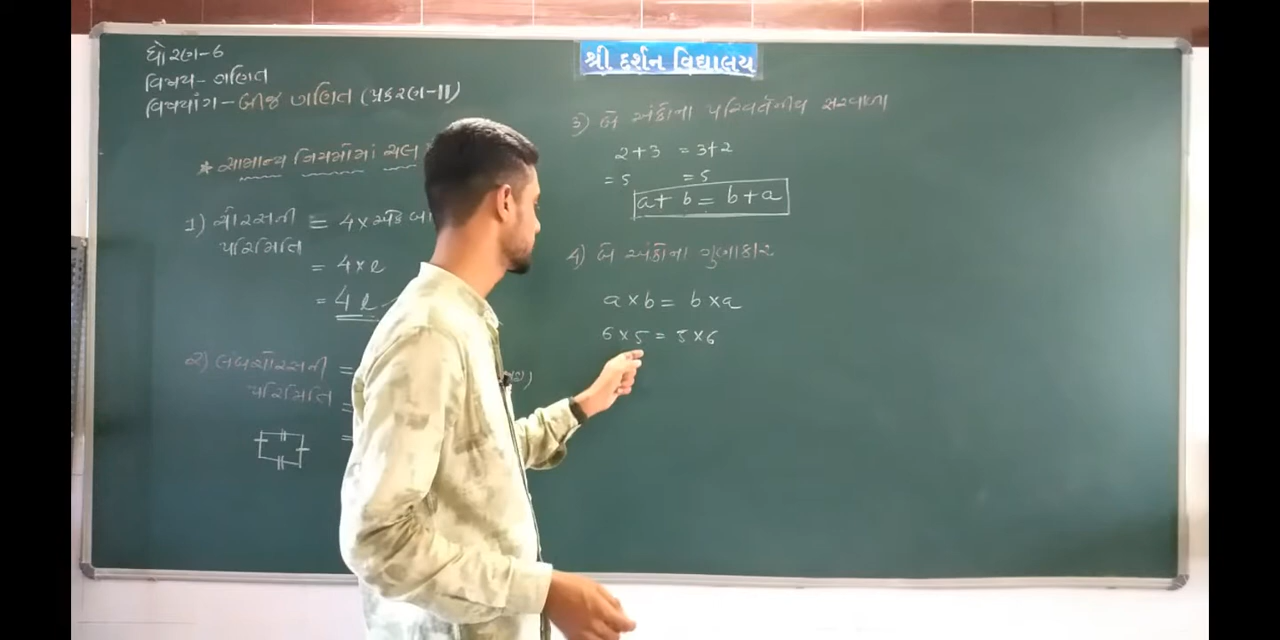 શ્રી દર્શન વિદ્યાલય
ધોરણ-6
વિષય- ગણિત
વિષયાંગ - બીજ ગણિત (પ્રકરણ-11)
★ સામાન્ય નિયમોમાં ચલ
1) ચોરસની = 4 × એક બા
પરિમિતિ
= 4 × l
= 4 l
2) લંબચોરસની =
પરિમિતિ =
=
3) બે અંકોના પરિવર્તનીય સરવાળા
2 + 3 = 3 + 2
= 5 = 5
a + b = b + a
4) બે અંકોના ગુણાકાર
a × b = b × a
6 × 5 = 5 × 6